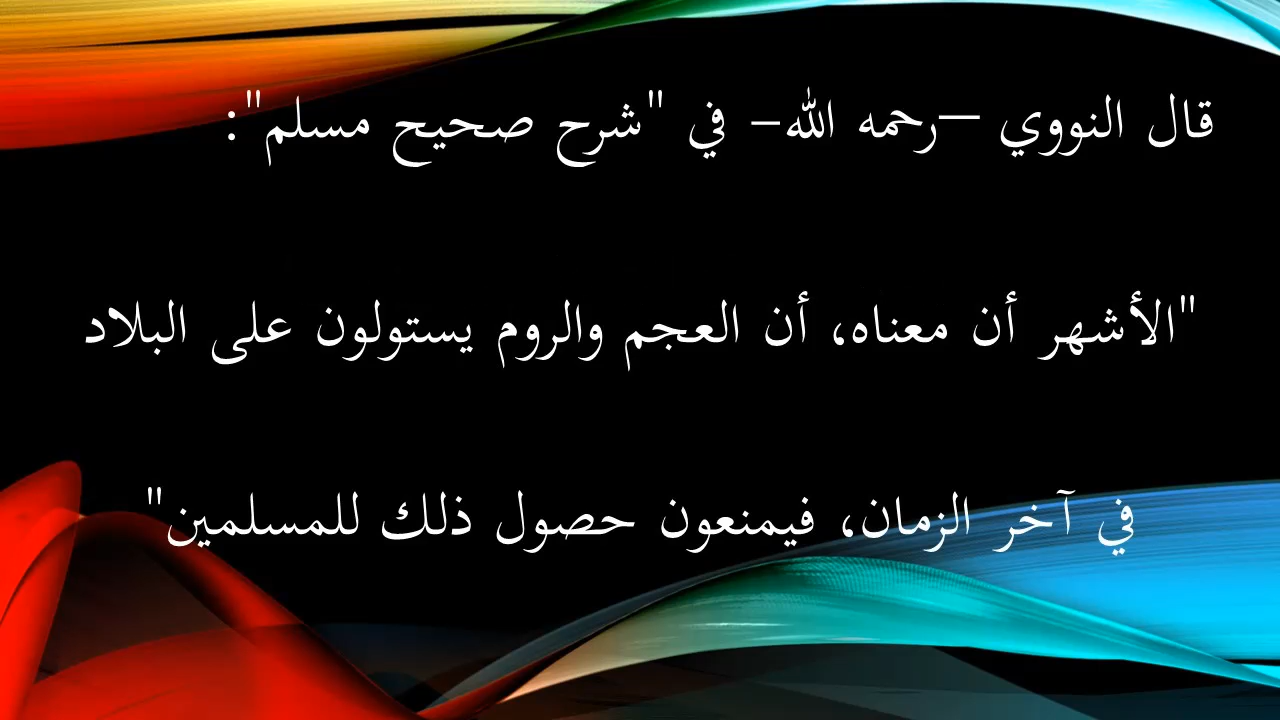 قال النووي –رحمه الله- في "شرح صحيح مسلم":
"الأشهر أن معناه، أن العجم والروم يستولون على البلاد
في آخر الزمان، فيمنعون حصول ذلك للمسلمين"